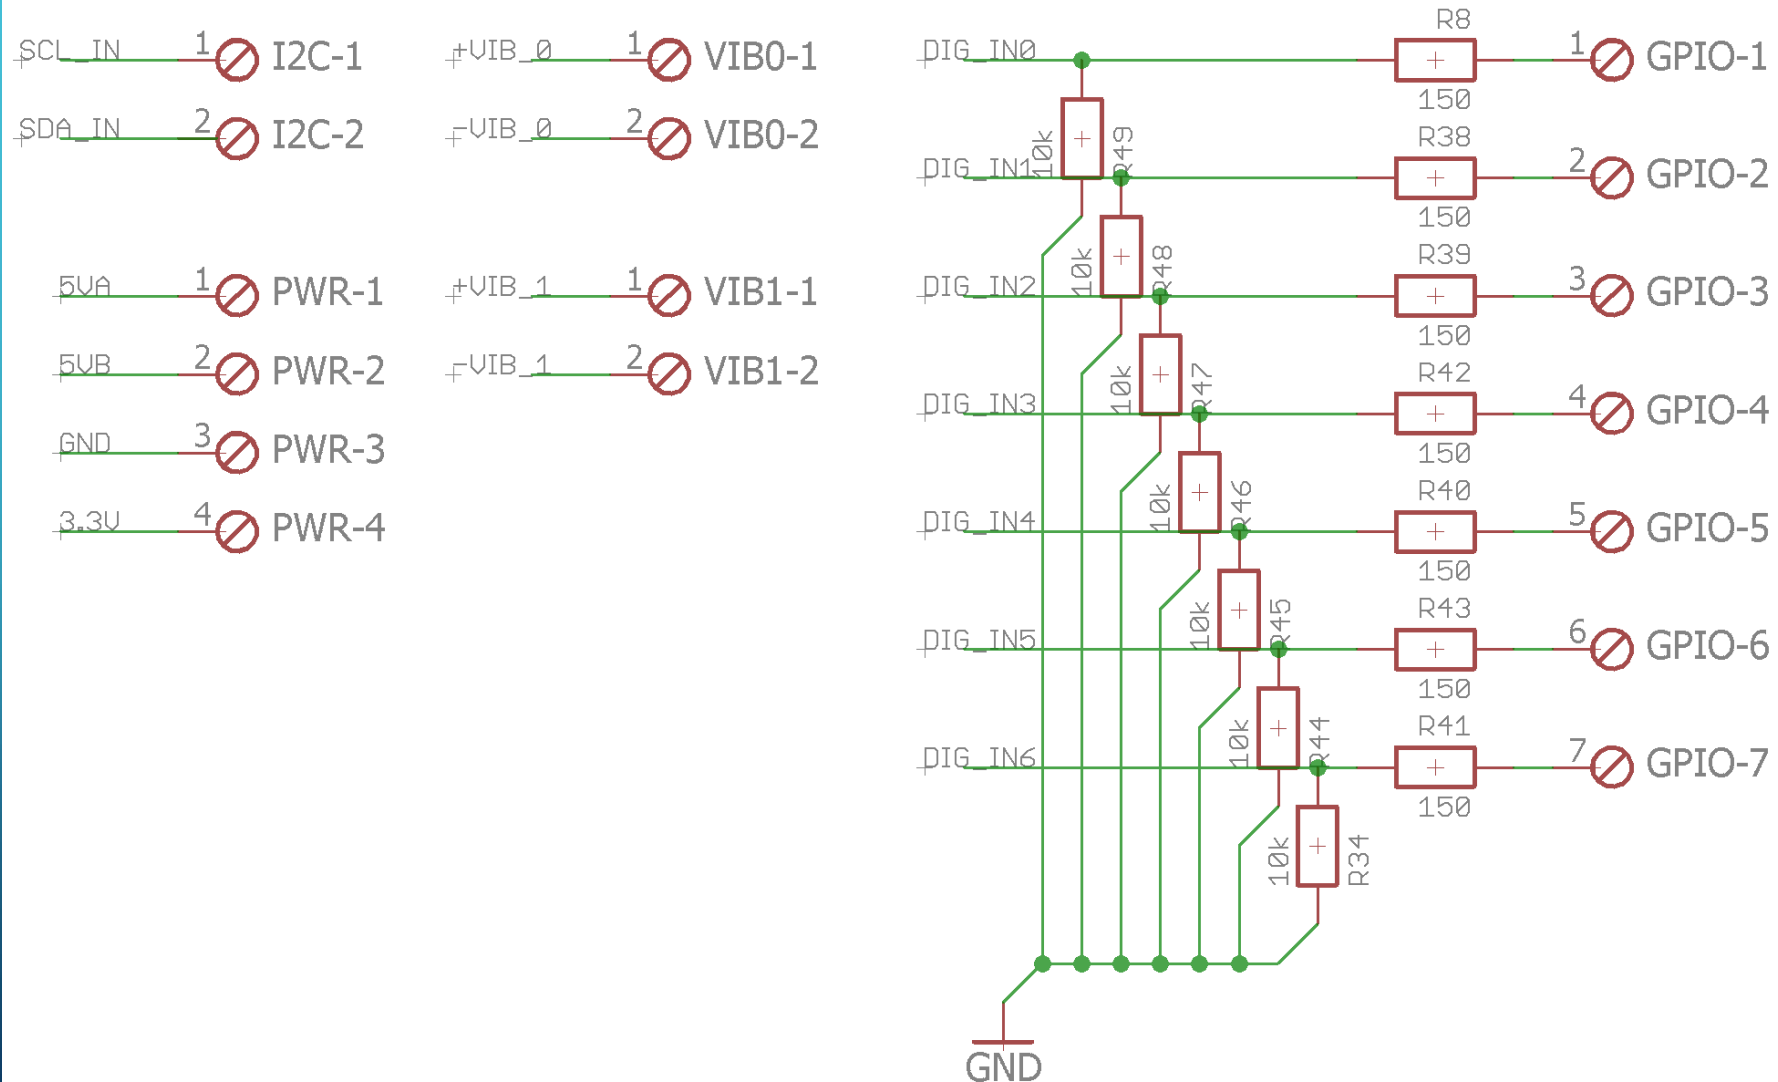 SCL_IN 1 I2C-1
SDA_IN 2 I2C-2
5VA 1 PWR-1
5VB 2 PWR-2
GND 3 PWR-3
3.3V 4 PWR-4
+VIB_0 1 VIB0-1
-VIB_0 2 VIB0-2
+VIB_1 1 VIB1-1
-VIB_1 2 VIB1-2
R8
DIG_IN0 150 1 GPIO-1
10k R49
R38
DIG_IN1 150 2 GPIO-2
10k R48
R39
DIG_IN2 150 3 GPIO-3
10k R47
R42
DIG_IN3 150 4 GPIO-4
10k R46
R40
DIG_IN4 150 5 GPIO-5
10k R45
R43
DIG_IN5 150 6 GPIO-6
10k R44
R41
DIG_IN6 150 7 GPIO-7
10k R34
GND